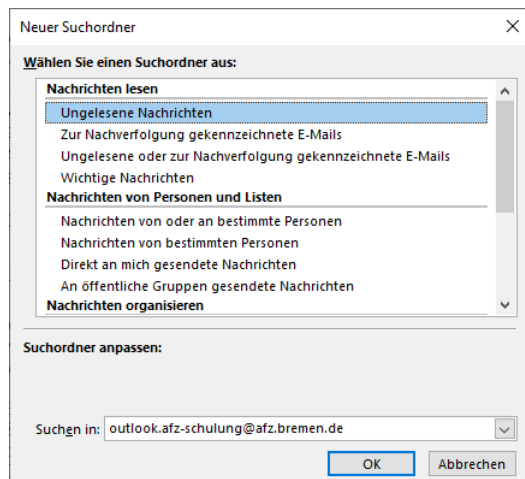 Neuer Suchordner
Wählen Sie einen Suchordner aus:
Nachrichten lesen
Ungelesene Nachrichten
Zur Nachverfolgung gekennzeichnete E-Mails
Ungelesene oder zur Nachverfolgung gekennzeichnete E-Mails
Wichtige Nachrichten
Nachrichten von Personen und Listen
Nachrichten von oder an bestimmte Personen
Nachrichten von bestimmten Personen
Direkt an mich gesendete Nachrichten
An öffentliche Gruppen gesendete Nachrichten
Nachrichten organisieren
Suchordner anpassen:
Suchen in: outlook.afz-schulung@afz.bremen.de
OK Abbrechen